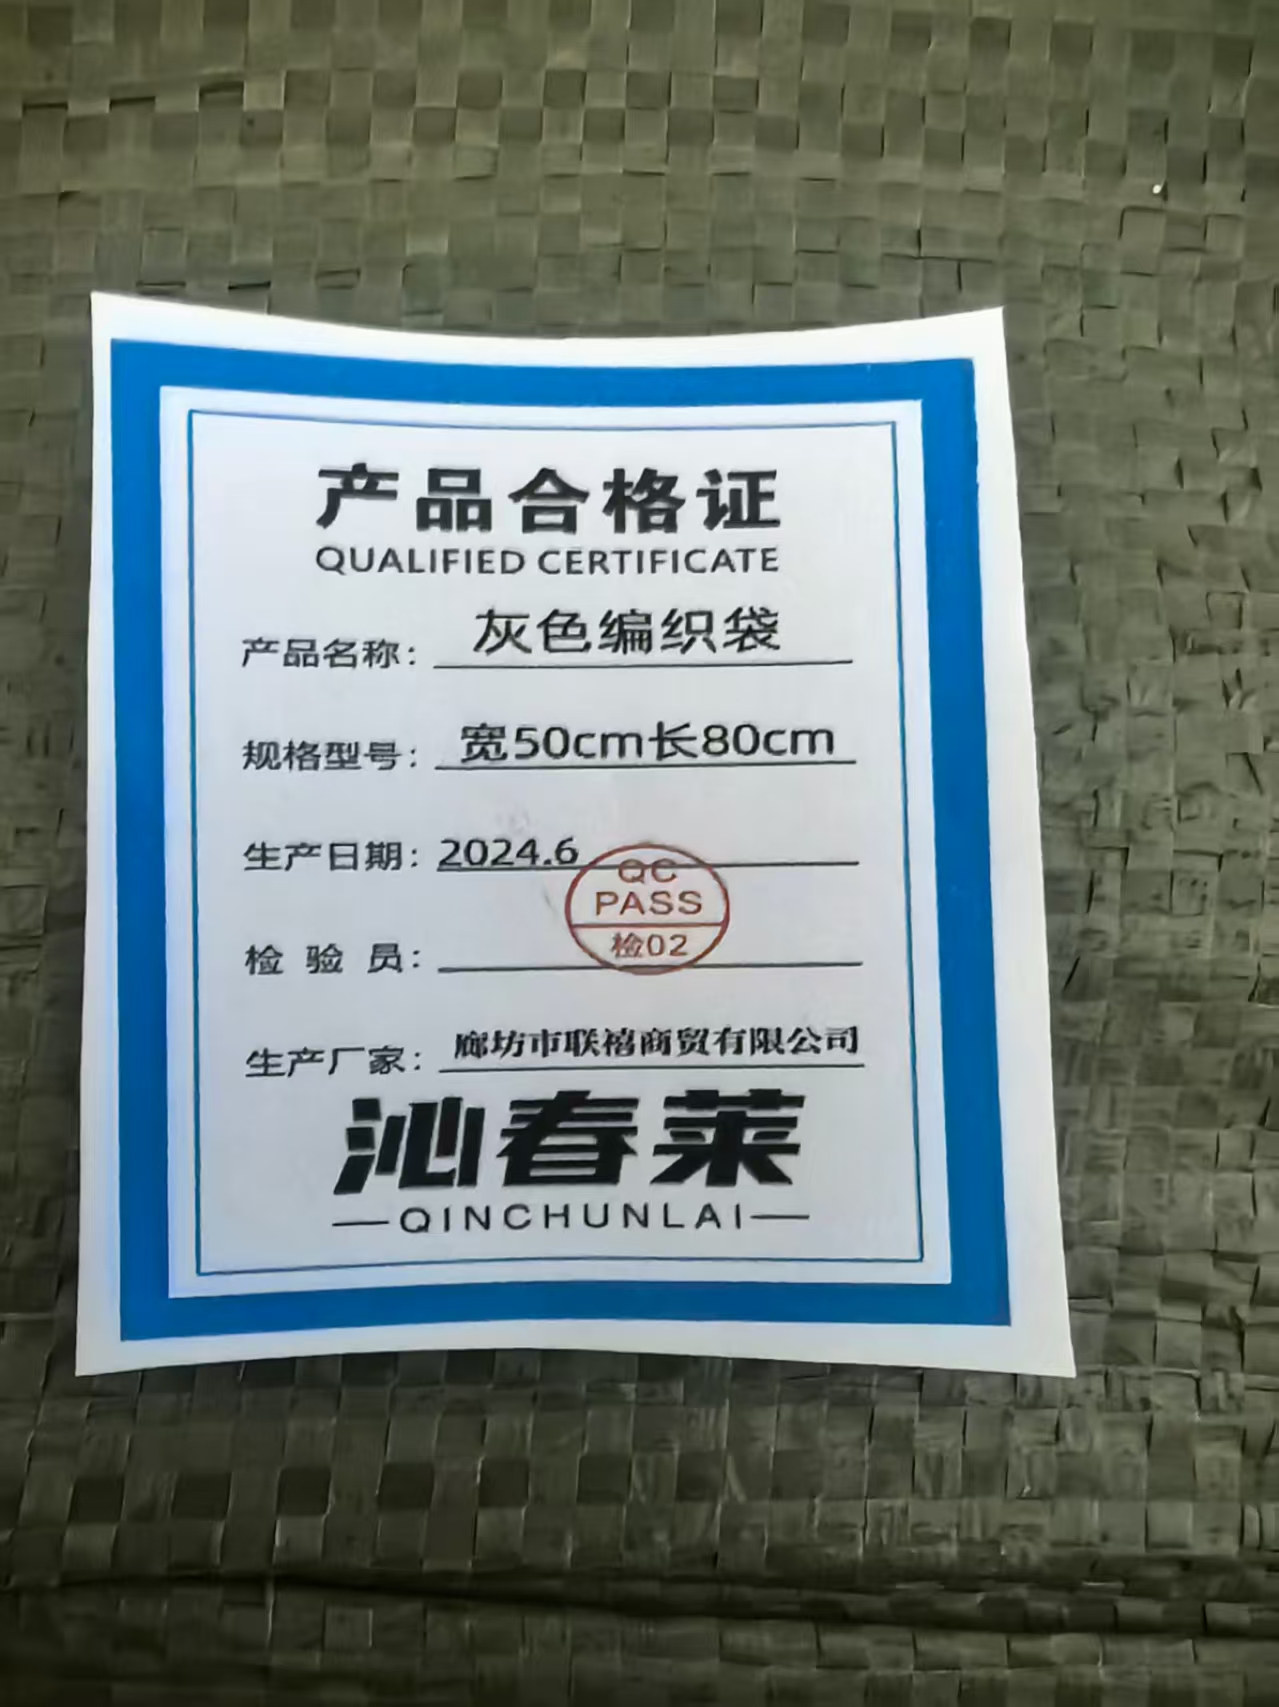 产品合格证
QUALIFIED CERTIFICATE
产品名称：灰色编织袋
规格型号：宽50cm长80cm
生产日期：2024.6
QC
PASS
检02
检验员：
生产厂家：廊坊市联禧商贸有限公司
沁春莱
—QINCHUNLAI—